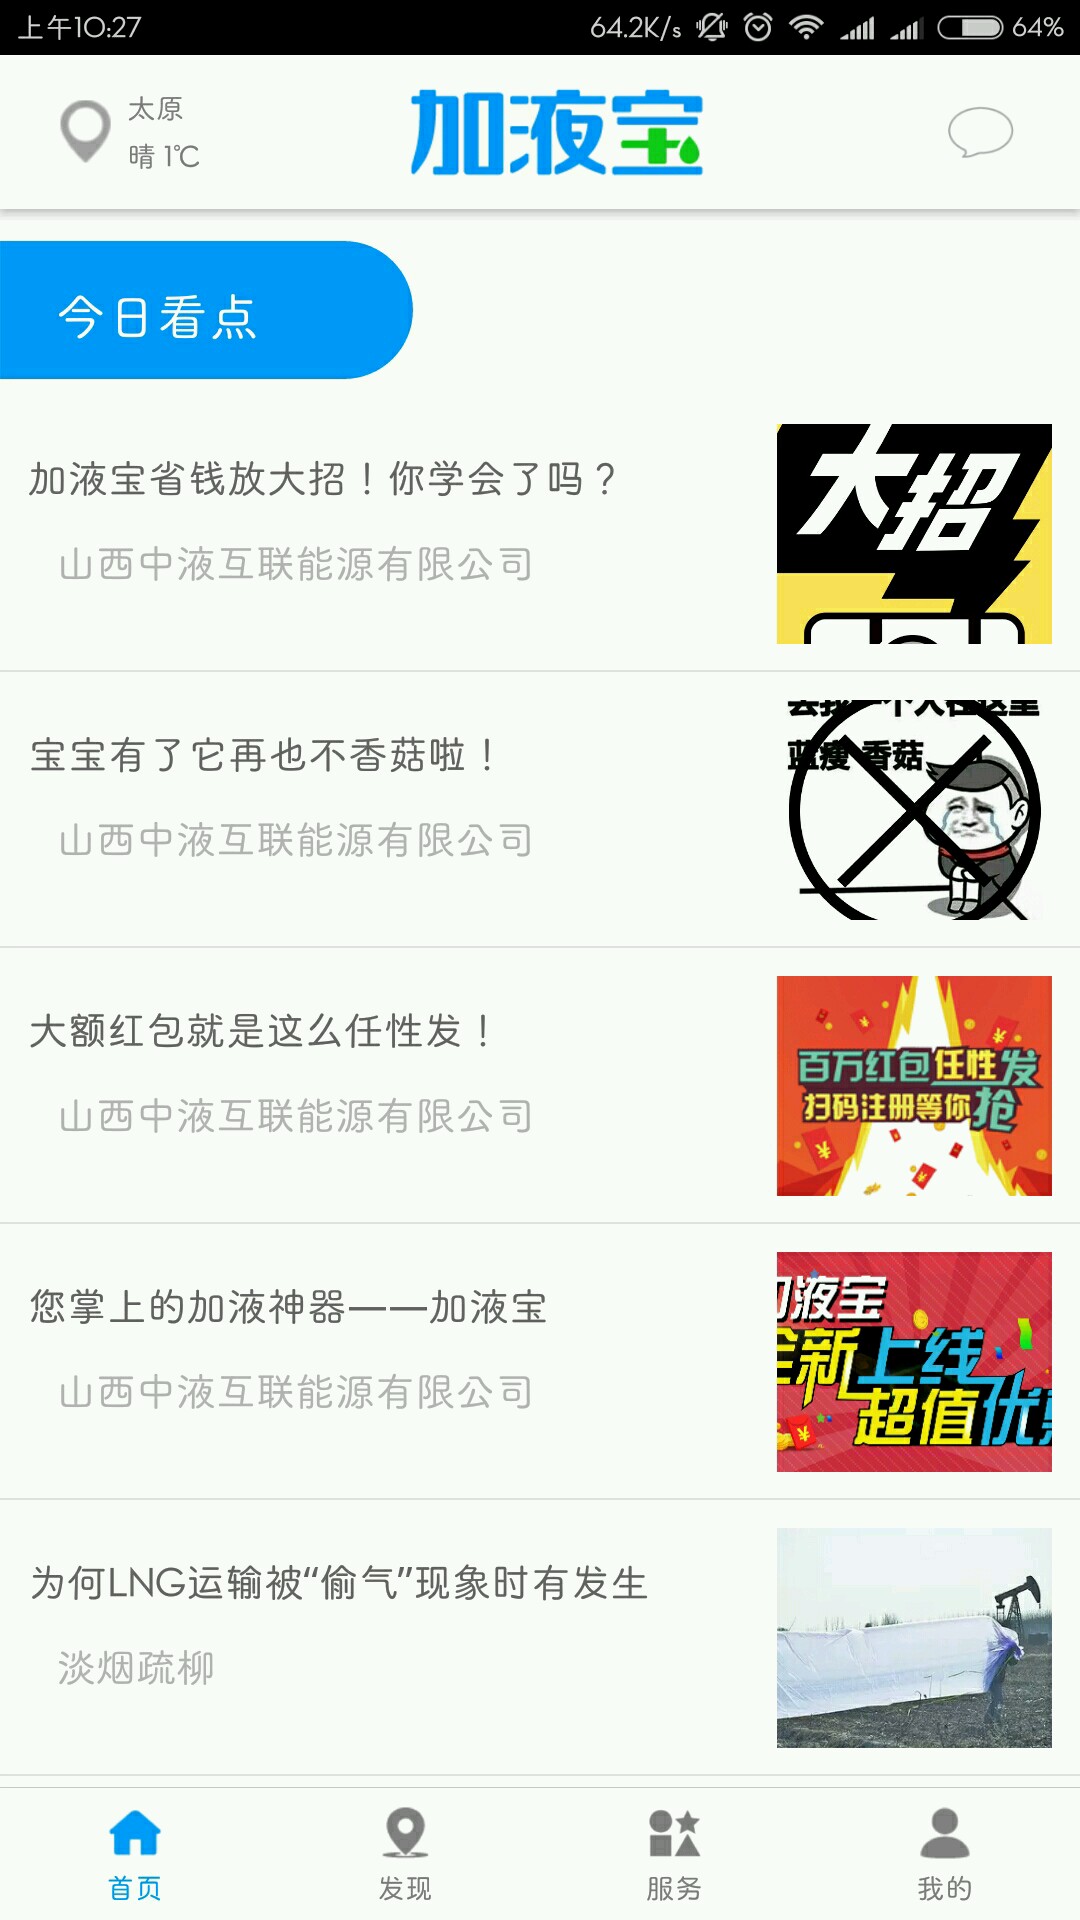 上午10:27
64.2K/s
64%
太原
晴 1℃
加液宝
今日看点
加液宝省钱放大招！你学会了吗？
山西中液互联能源有限公司
大招
宝宝有了它再也不香菇啦！
山西中液互联能源有限公司
蓝瘦 香菇
大额红包就是这么任性发！
山西中液互联能源有限公司
百万红包任性发
扫码注册等你抢
您掌上的加液神器——加液宝
山西中液互联能源有限公司
加液宝
全新上线
超值优惠
为何LNG运输被“偷气”现象时有发生
淡烟疏柳
首页
发现
服务
我的